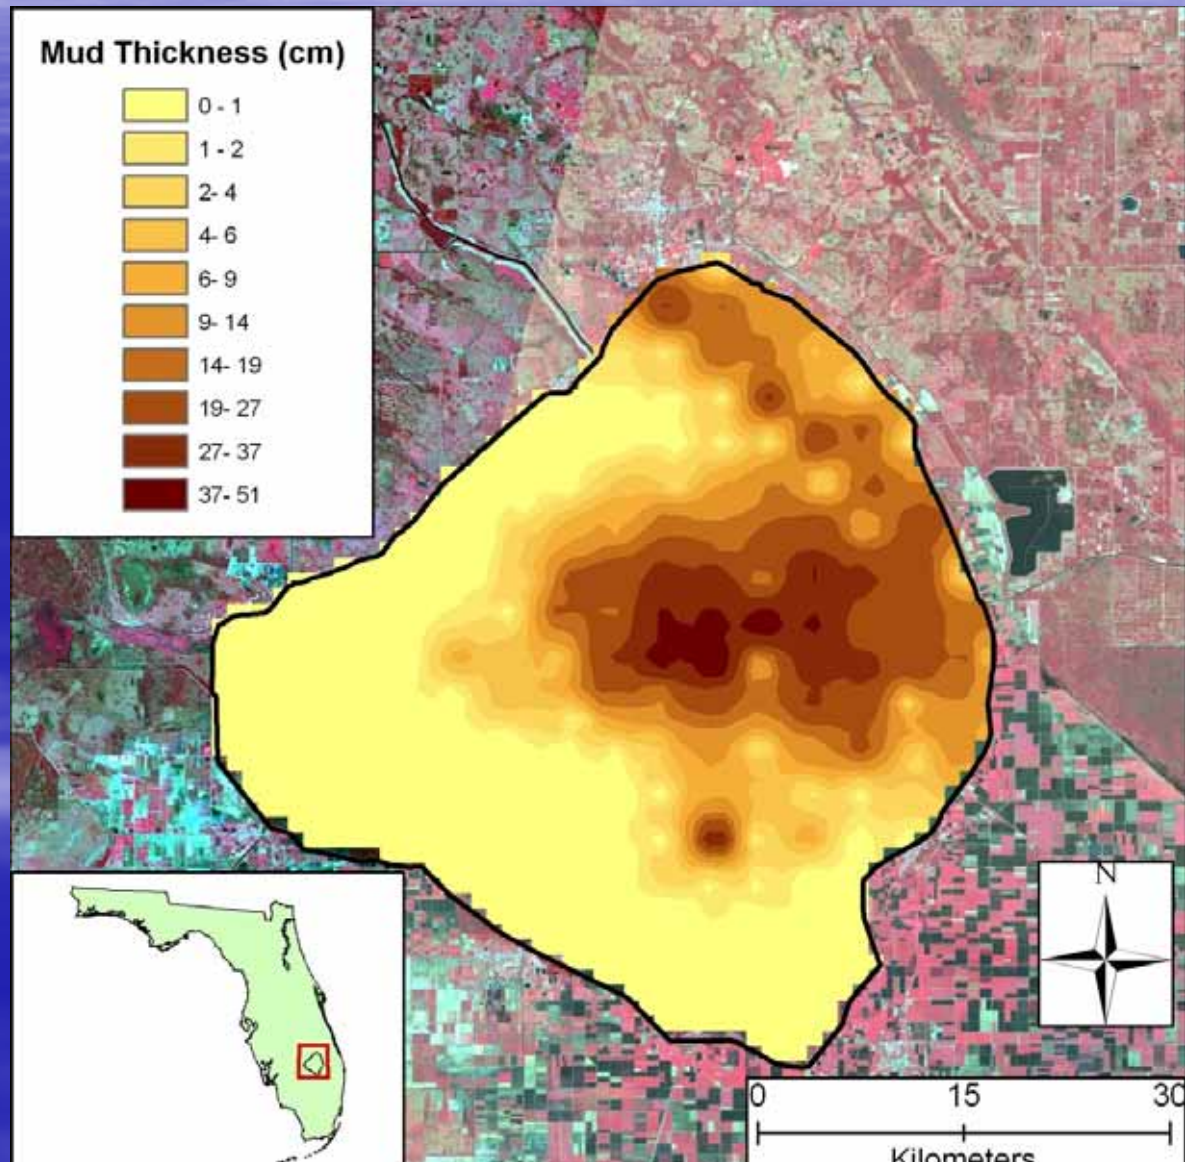 Mud Thickness (cm)
0 - 1
1 - 2
2- 4
4- 6
6- 9
9- 14
14- 19
19- 27
27- 37
37- 51
N
0 15 30
Kilometers